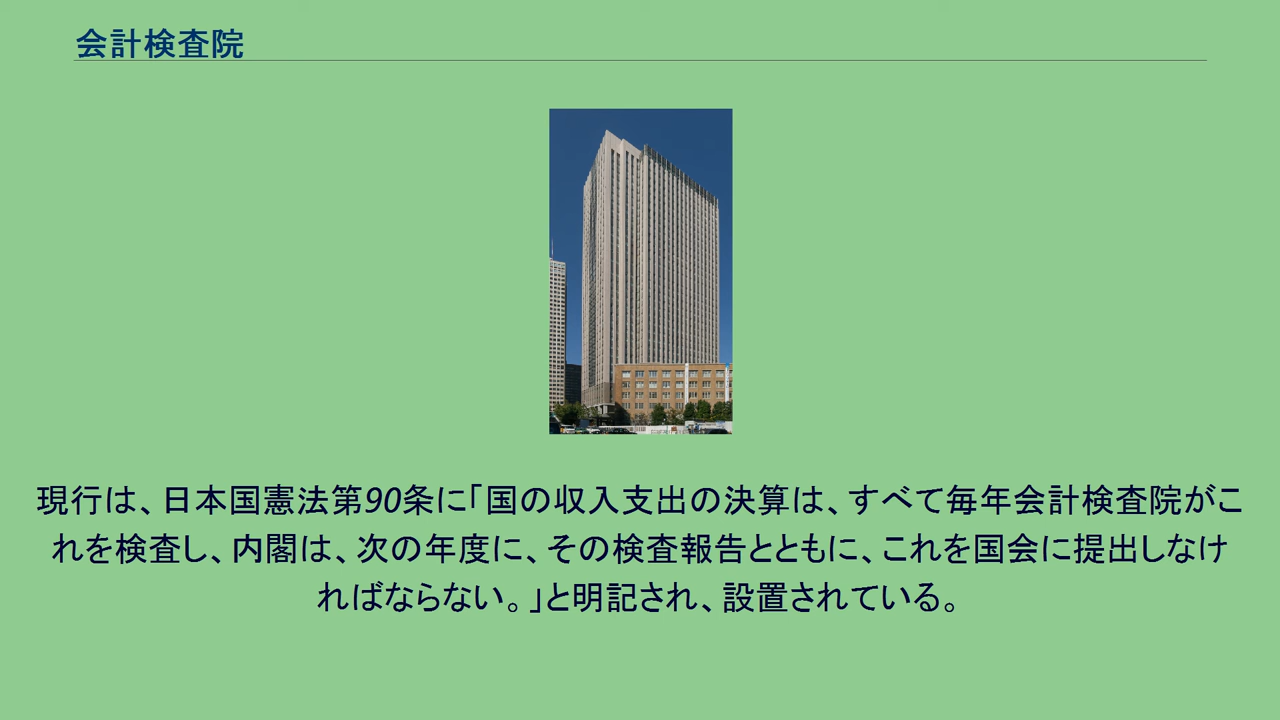 会計検査院
現行は、日本国憲法第90条に「国の収入支出の決算は、すべて毎年会計検査院がこ
れを検査し、内閣は、次の年度に、その検査報告とともに、これを国会に提出しなけ
ればならない。」と明記され、設置されている。